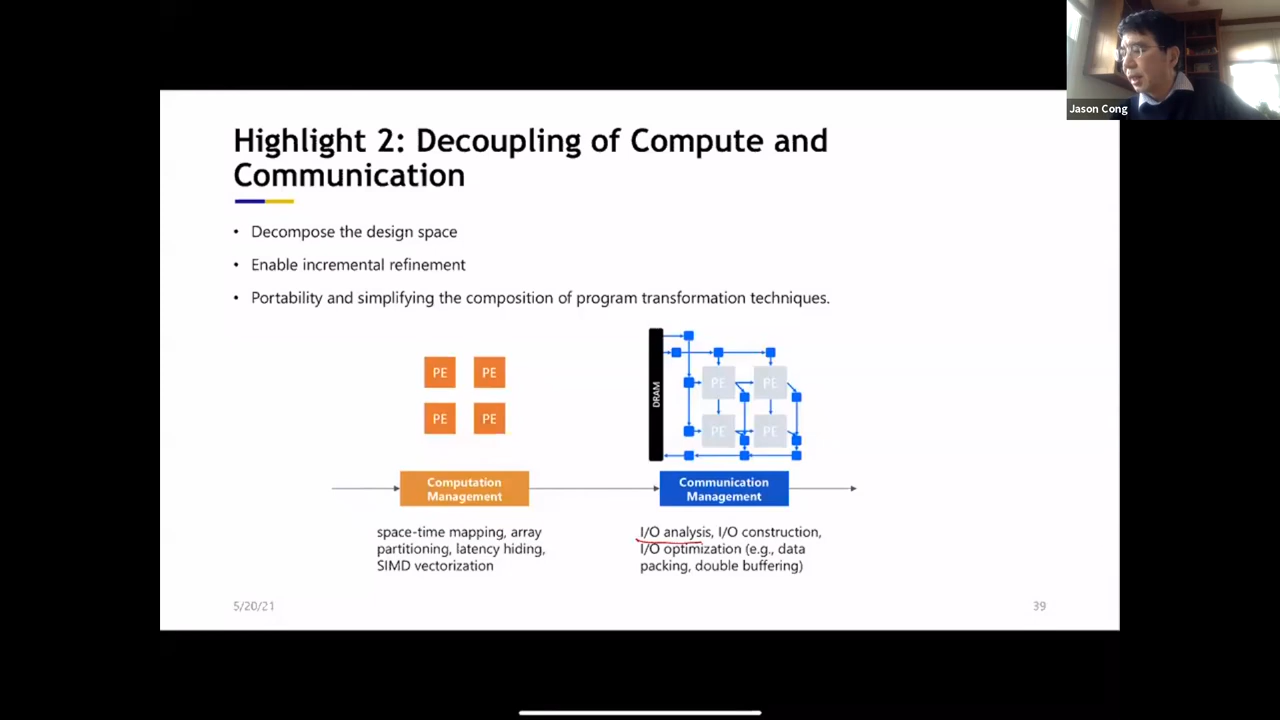 Jason Cong
Highlight 2: Decoupling of Compute and
Communication
• Decompose the design space
• Enable incremental refinement
• Portability and simplifying the composition of program transformation techniques.
PE PE
PE PE
DRAM
PE PE
PE PE
Computation
Management
Communication
Management
space-time mapping, array
partitioning, latency hiding,
SIMD vectorization
I/O analysis, I/O construction,
I/O optimization (e.g., data
packing, double buffering)
5/20/21
39